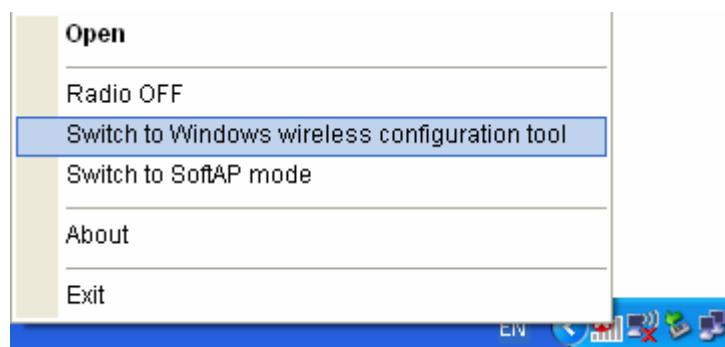 Open
Radio OFF
Switch to Windows wireless configuration tool
Switch to SoftAP mode
About
Exit
EN